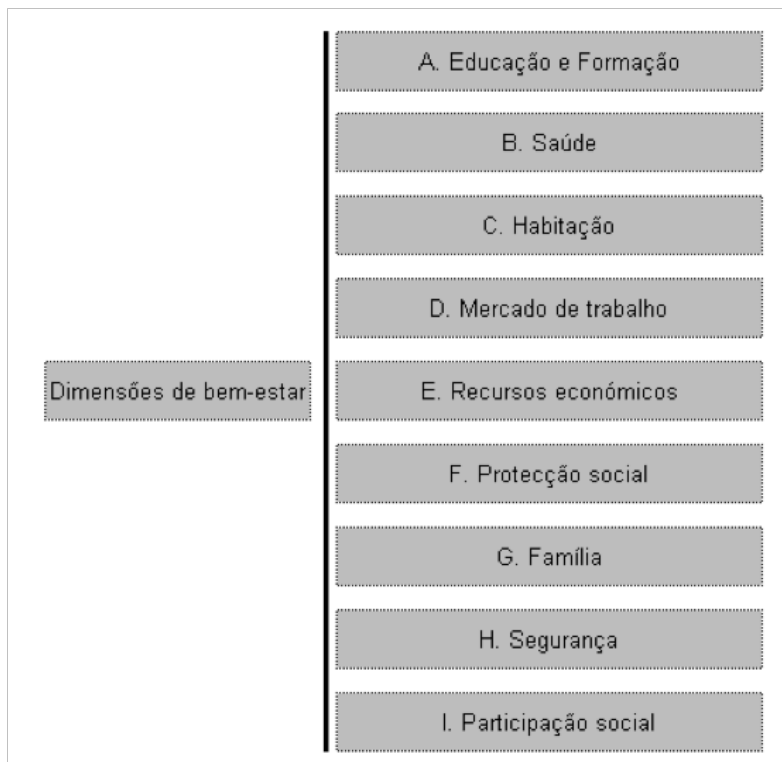 A. Educação e Formação
B. Saúde
C. Habitação
D. Mercado de trabalho
Dimensões de bem-estar
E. Recursos económicos
F. Protecção social
G. Família
H. Segurança
I. Participação social